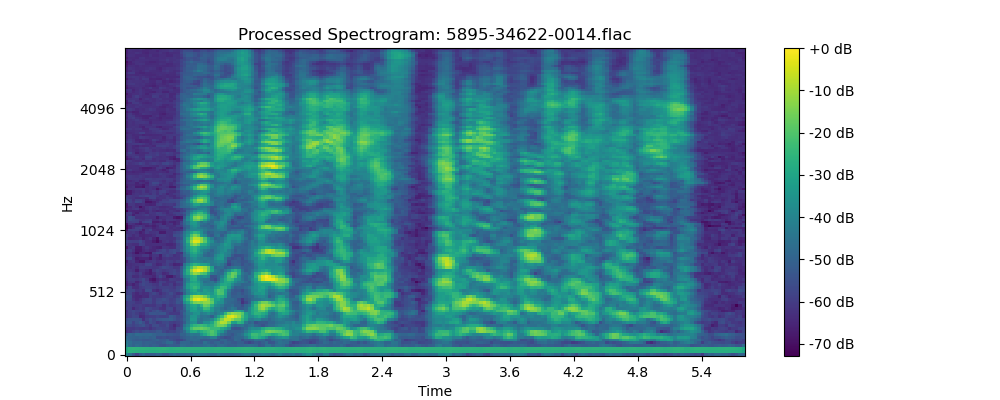 Processed Spectrogram: 5895-34622-0014.flac
4096
2048
1024
512
0
Hz
0 0.6 1.2 1.8 2.4 3 3.6 4.2 4.8 5.4
Time
+0 dB
-10 dB
-20 dB
-30 dB
-40 dB
-50 dB
-60 dB
-70 dB